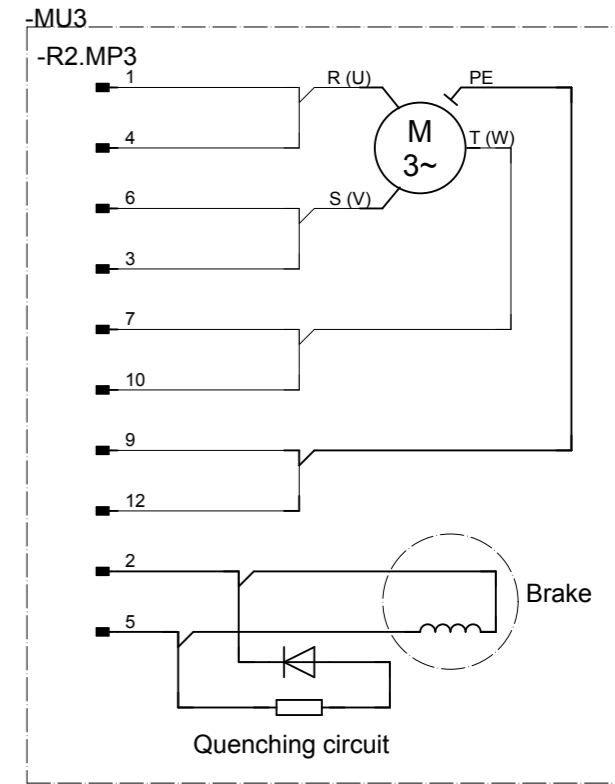 -MU3
-R2.MP3
1
R (U)
PE
4
M
3~
T (W)
6
S (V)
3
7
10
9
12
2
Brake
5
Quenching circuit